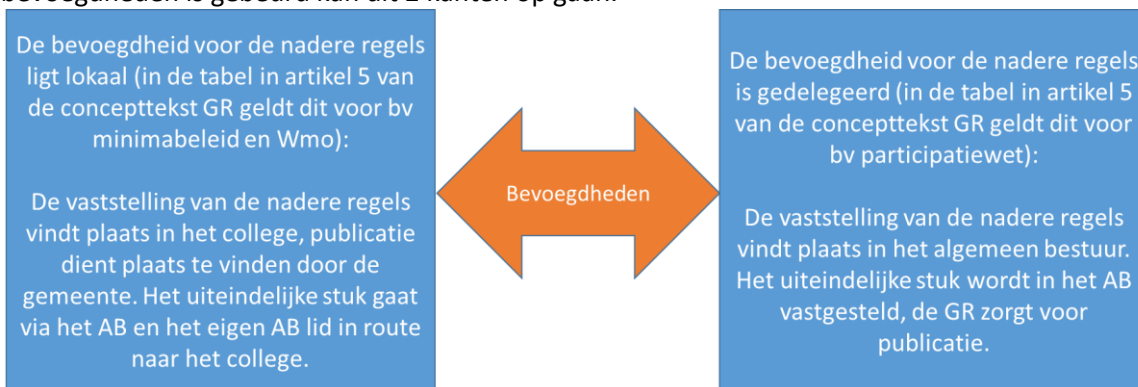 bevoegdheden is gebeurd kan dit 2 kanten op gaan:
De bevoegdheid voor de nadere regels
ligt lokaal (in de tabel in artikel 5 van
de concepttekst GR geldt dit voor bv
minimabeleid en Wmo):
De vaststelling van de nadere regels
vindt plaats in het college, publicatie
dient plaats te vinden door de
gemeente. Het uiteindelijke stuk gaat
via het AB en het eigen AB lid in route
naar het college.
Bevoegdheden
De bevoegdheid voor de nadere regels
is gedelegeerd (in de tabel in artikel 5
van de concepttekst GR geldt dit voor
bv participatiewet):
De vaststelling van de nadere regels
vindt plaats in het algemeen bestuur.
Het uiteindelijke stuk wordt in het AB
vastgesteld, de GR zorgt voor
publicatie.